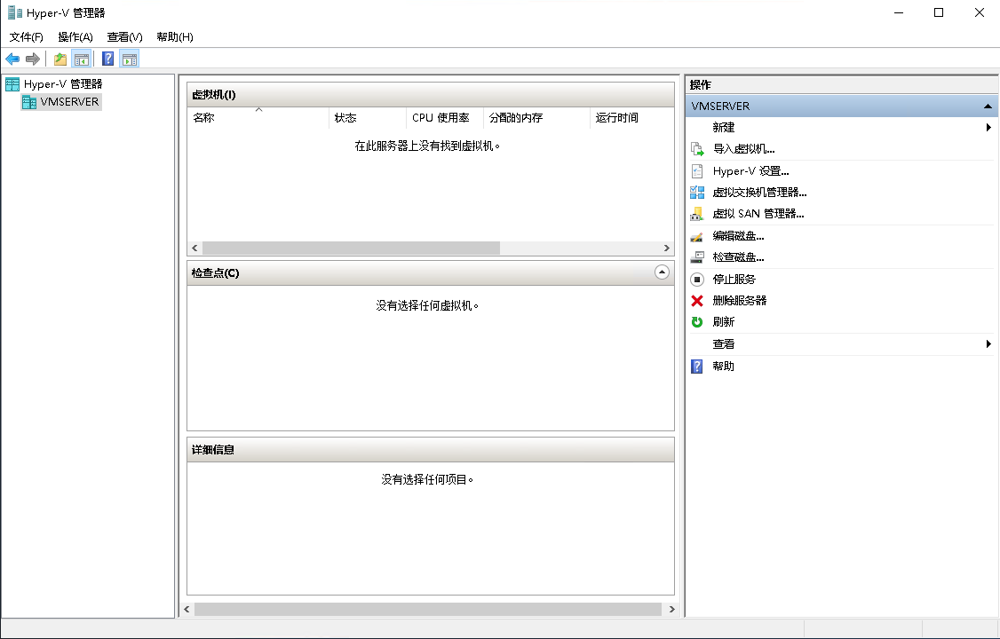 Hyper-V 管理器
文件(F) 操作(A) 查看(V) 帮助(H)
Hyper-V 管理器
VMSERVER
虚拟机(I)
名称 状态 CPU 使用率 分配的内存 运行时间
在此服务器上没有找到虚拟机。
检查点(C)
没有选择任何虚拟机。
详细信息
没有选择任何项目。
操作
VMSERVER
新建
导入虚拟机...
Hyper-V 设置...
虚拟交换机管理器...
虚拟 SAN 管理器...
编辑磁盘...
检查磁盘...
停止服务
删除服务器
刷新
查看
帮助